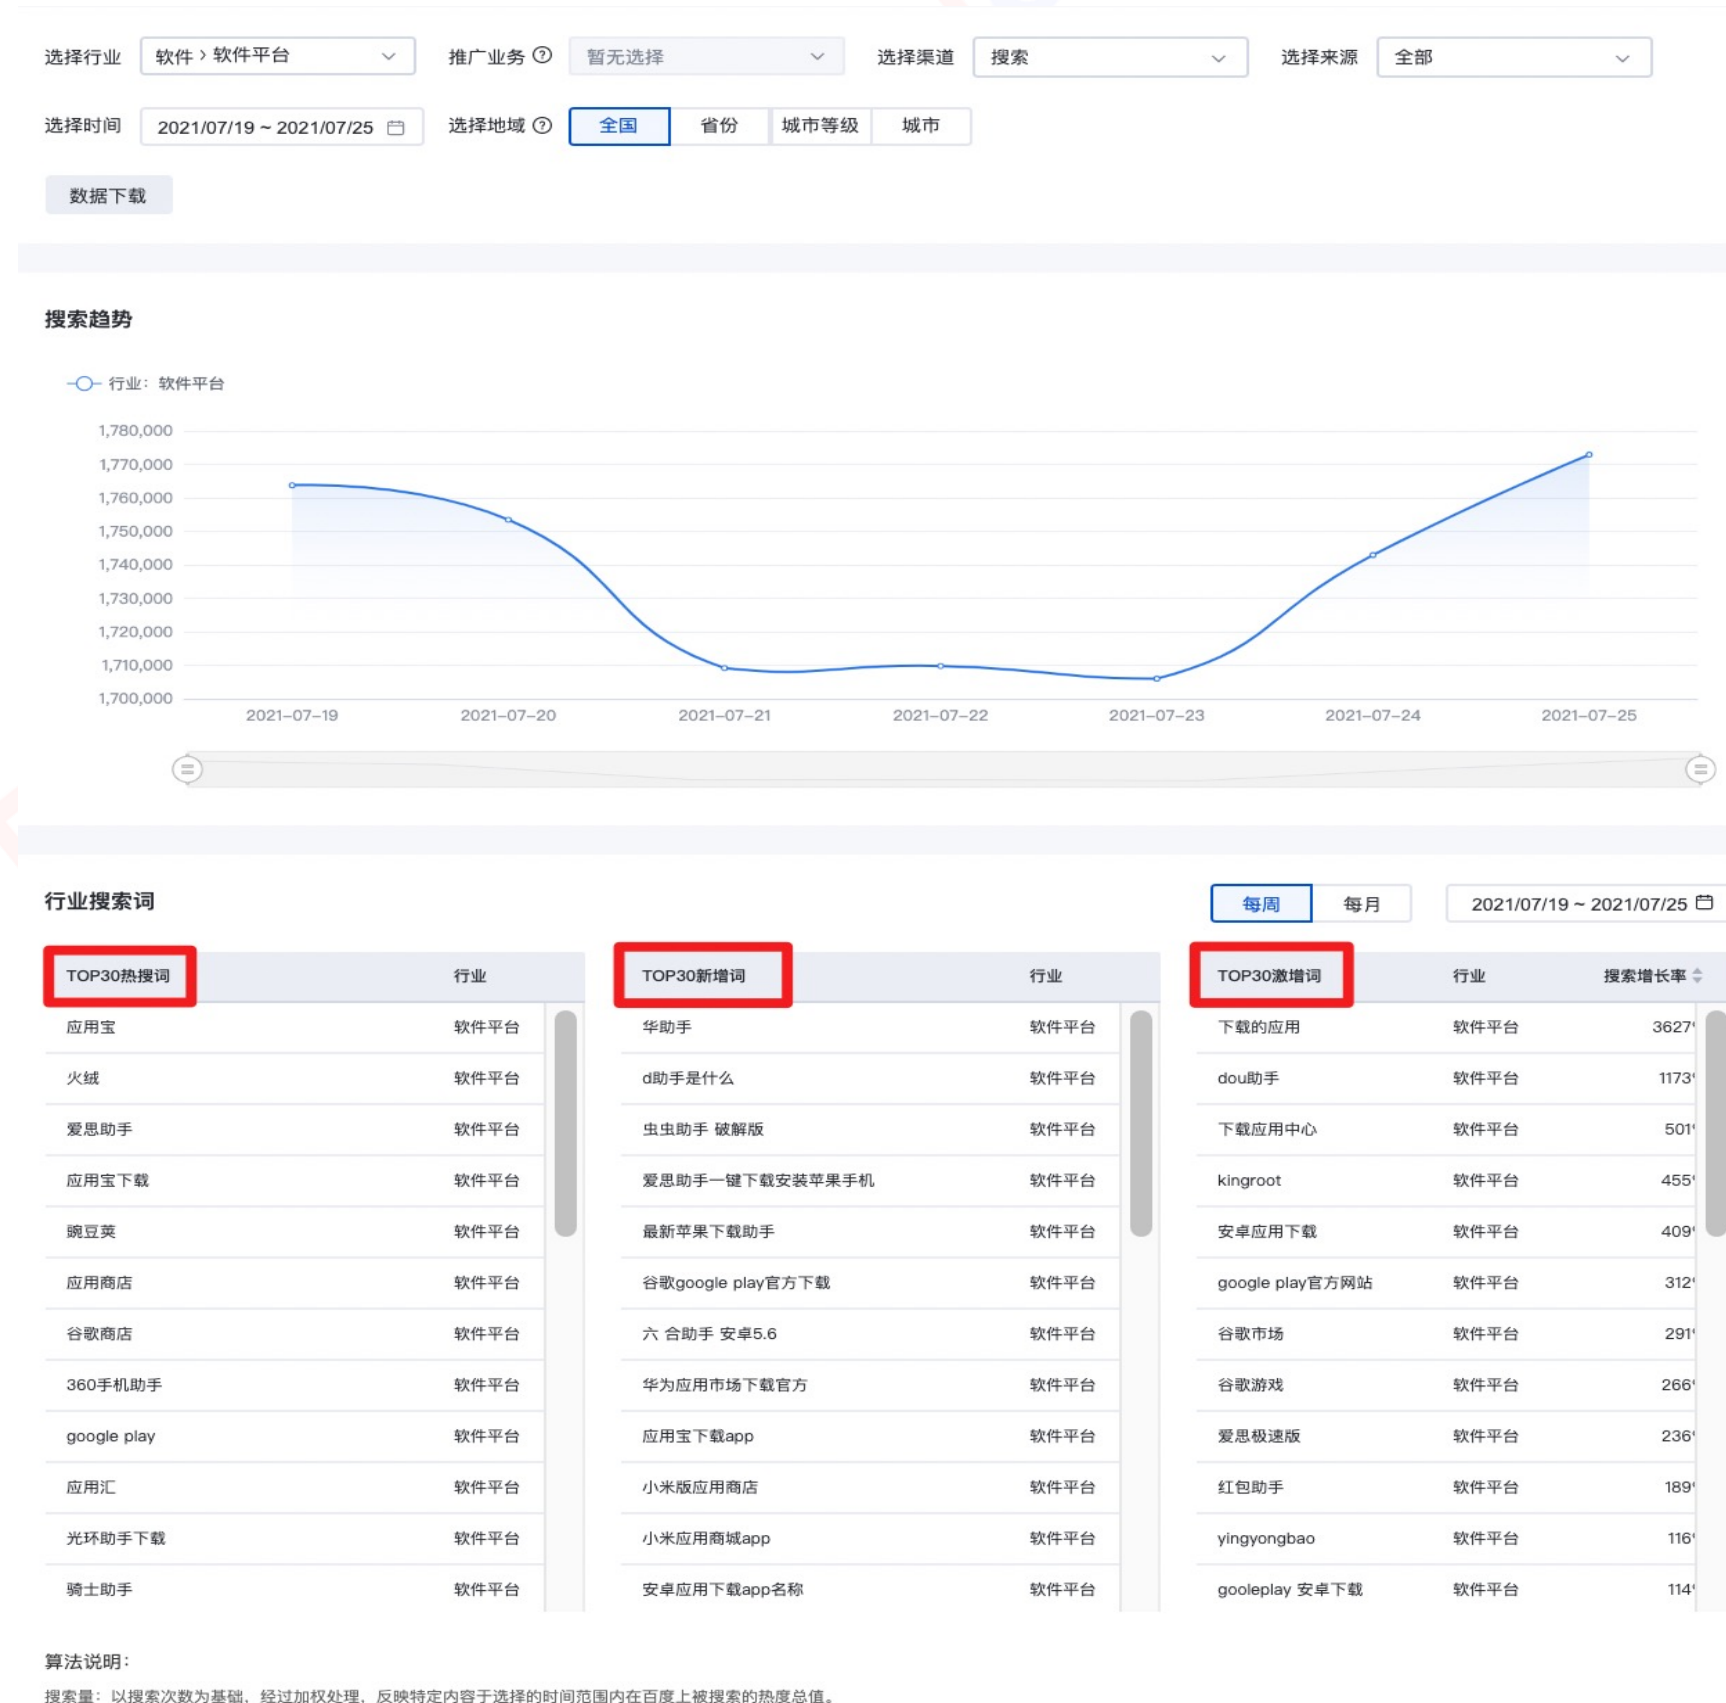 选择行业 软件 › 软件平台 推广业务 ? 暂无选择 选择渠道 搜索 选择来源 全部
选择时间 2021/07/19 ~ 2021/07/25 选择地域 ? 全国 省份 城市等级 城市
数据下载
搜索趋势
行业：软件平台
1,780,000
1,770,000
1,760,000
1,750,000
1,740,000
1,730,000
1,720,000
1,710,000
1,700,000
2021-07-19 2021-07-20 2021-07-21 2021-07-22 2021-07-23 2021-07-24 2021-07-25
行业搜索词 每周 每月 2021/07/19 ~ 2021/07/25
TOP30热搜词 行业 TOP30新增词 行业 TOP30激增词 行业 搜索增长率
应用宝 软件平台 华助手 软件平台 下载的应用 软件平台 3627
火绒 软件平台 d助手是什么 软件平台 dou助手 软件平台 1173
爱思助手 软件平台 虫虫助手 破解版 软件平台 下载应用中心 软件平台 501
应用宝下载 软件平台 爱思助手一键下载安装苹果手机 软件平台 kingroot 软件平台 455
豌豆荚 软件平台 最新苹果下载助手 软件平台 安卓应用下载 软件平台 409
应用商店 软件平台 谷歌google play官方下载 软件平台 google play官方网站 软件平台 312
谷歌商店 软件平台 六 合助手 安卓5.6 软件平台 谷歌市场 软件平台 291
360手机助手 软件平台 华为应用市场下载官方 软件平台 谷歌游戏 软件平台 266
google play 软件平台 应用宝下载app 软件平台 爱思极速版 软件平台 236
应用汇 软件平台 小米版应用商店 软件平台 红包助手 软件平台 189
光环助手下载 软件平台 小米应用商城app 软件平台 yingyongbao 软件平台 116
骑士助手 软件平台 安卓应用下载app名称 软件平台 gooleplay 安卓下载 软件平台 114
算法说明：
搜索量：以搜索次数为基础，经过加权处理，反映特定内容于选择的时间范围内在百度上被搜索的热度总值。